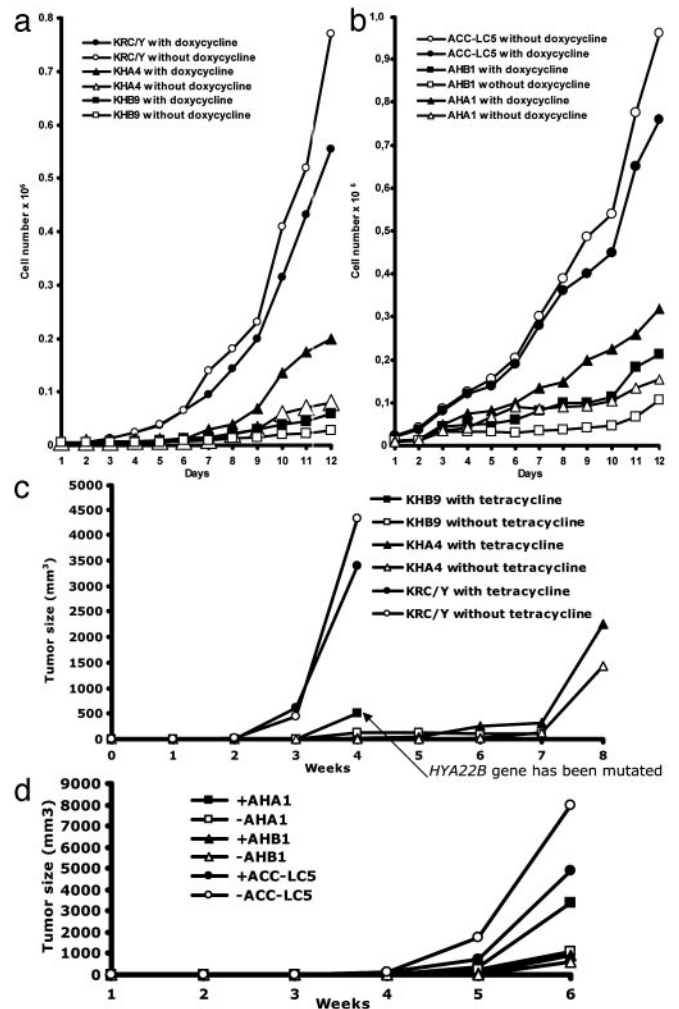 a
0.8
0.7
0.6
0.5
0.4
0.3
0.2
0.1
0
Cell number x 10⁶
KRC/Y with doxycycline
KRC/Y without doxycycline
KHA4 with doxycycline
KHA4 without doxycycline
KHB9 with doxycycline
KHB9 without doxycycline
1 2 3 4 5 6 7 8 9 10 11 12
Days
b
1,0
0,9
0,8
0,7
0,6
0,5
0,4
0,3
0,2
0,1
0
Cell number x 10
ACC-LC5 without doxycycline
ACC-LC5 with doxycycline
AHB1 with doxycycline
AHB1 wothout doxycycline
AHA1 with doxycycline
AHA1 without doxycycline
1 2 3 4 5 6 7 8 9 10 11 12
Days
c
5000
4500
4000
3500
3000
2500
2000
1500
1000
500
0
Tumor size (mm³)
KHB9 with tetracycline
KHB9 without tetracycline
KHA4 with tetracycline
KHA4 without tetracycline
KRC/Y with tetracycline
KRC/Y without tetracycline
0 1 2 3 4 5 6 7 8
Weeks
HYA22B gene has been mutated
d
9000
8000
7000
6000
5000
4000
3000
2000
1000
0
Tumor size (mm3)
+AHA1
-AHA1
+AHB1
-AHB1
+ACC-LC5
-ACC-LC5
1 2 3 4 5 6
Weeks